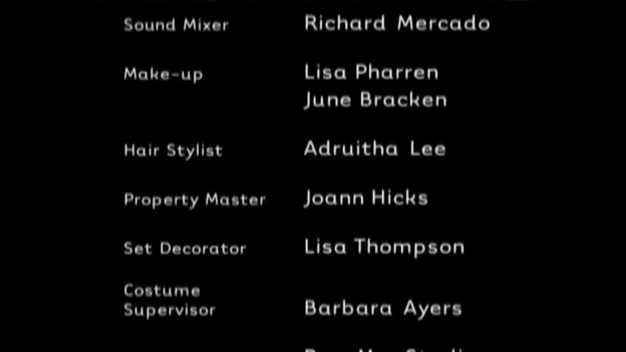 Sound Mixer Richard Mercado
Make-up Lisa Pharren
June Bracken
Hair Stylist Adruitha Lee
Property Master Joann Hicks
Set Decorator Lisa Thompson
Costume
Supervisor Barbara Ayers